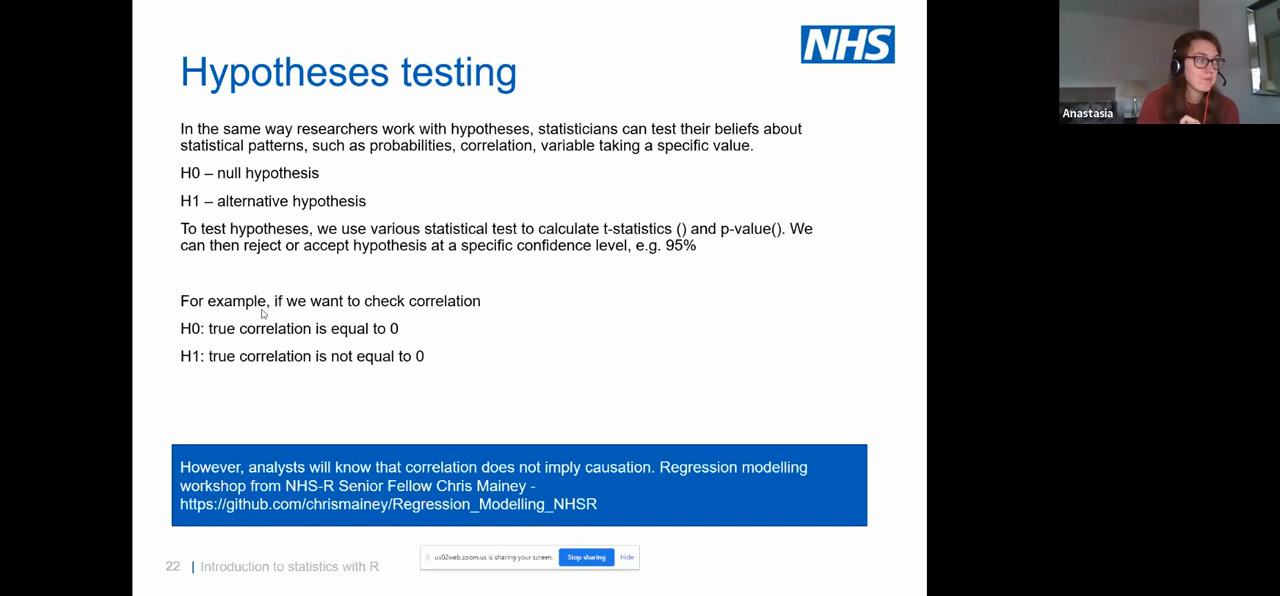 NHS
Hypotheses testing
Anastasia
In the same way researchers work with hypotheses, statisticians can test their beliefs about
statistical patterns, such as probabilities, correlation, variable taking a specific value.
H0 – null hypothesis
H1 – alternative hypothesis
To test hypotheses, we use various statistical test to calculate t-statistics () and p-value(). We
can then reject or accept hypothesis at a specific confidence level, e.g. 95%
For example, if we want to check correlation
H0: true correlation is equal to 0
H1: true correlation is not equal to 0
However, analysts will know that correlation does not imply causation. Regression modelling
workshop from NHS-R Senior Fellow Chris Mainey -
https://github.com/chrismainey/Regression_Modelling_NHSR
us02web.zoom.us is sharing your screen. Stop sharing Hide
22 | Introduction to statistics with R